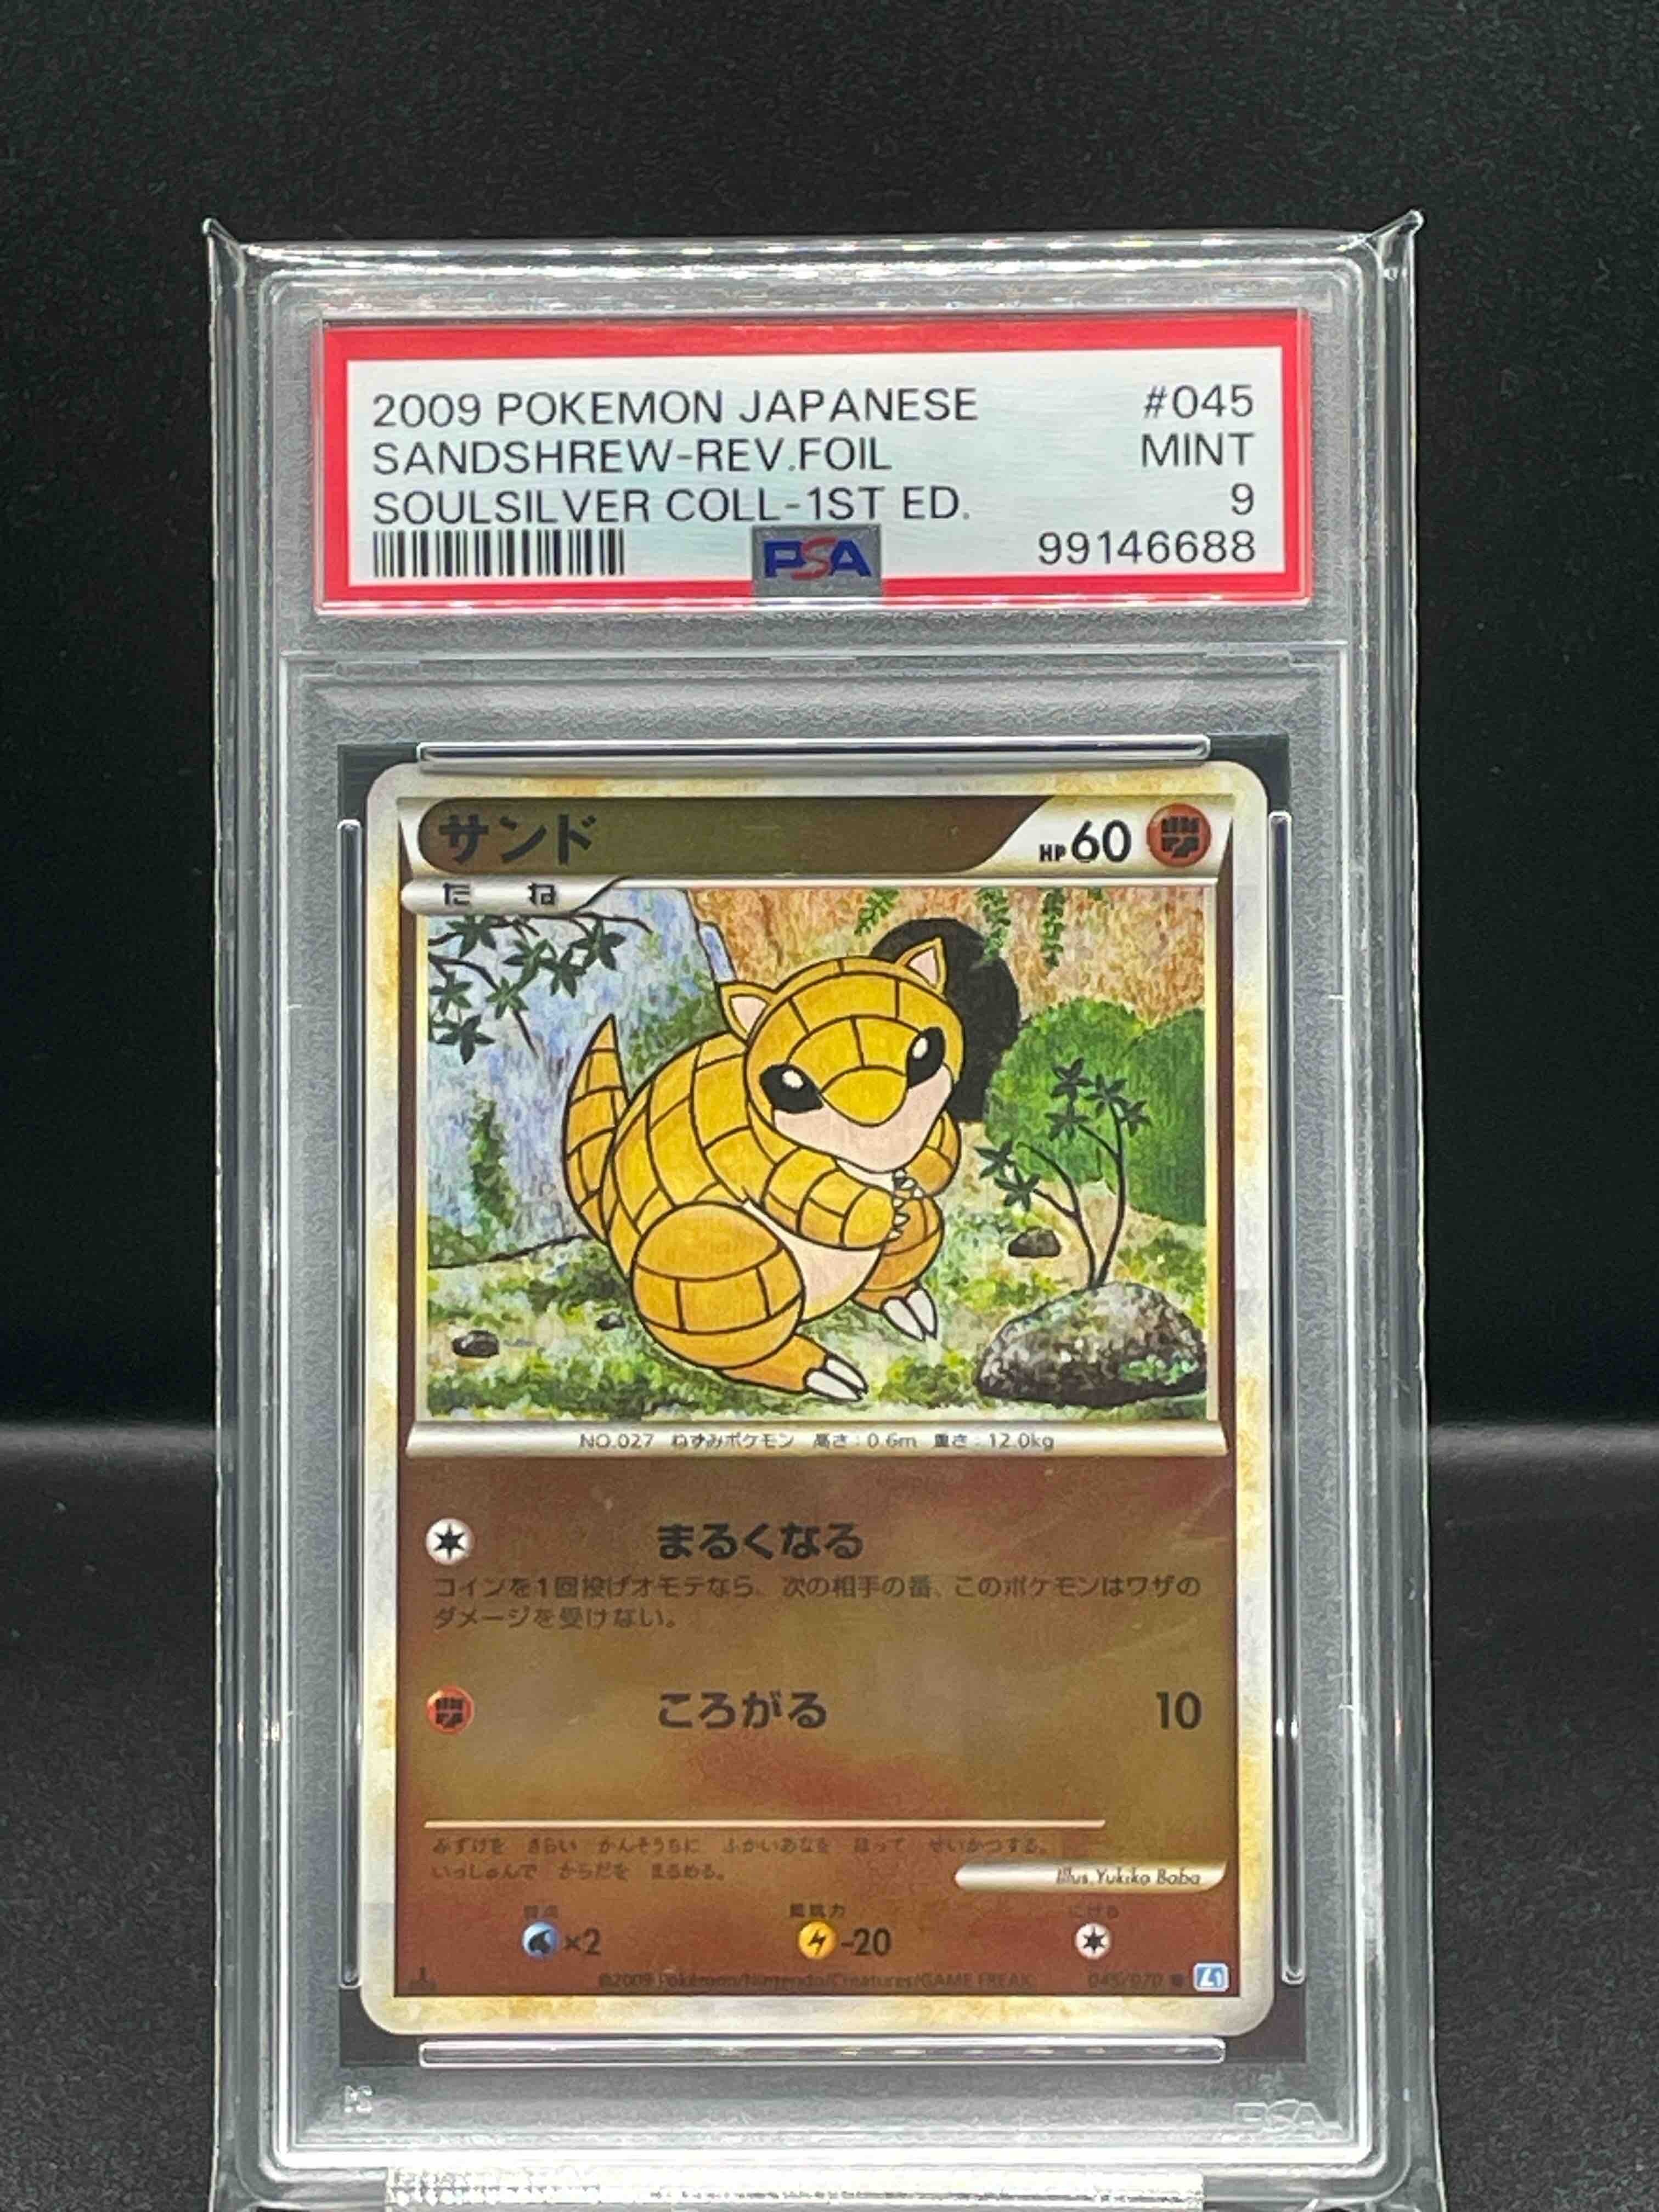 2009 POKEMON JAPANESE #045
SANDSHREW-REV.FOIL MINT
SOULSILVER COLL-1ST ED. 9
PSA 99146688
サンド HP60
たね
NO.027 ねずみポケモン 高さ:0.6m 重さ:12.0kg
まるくなる
コインを1回投げオモテなら、次の相手の番、このポケモンはワザの
ダメージを受けない。
ころがる 10
みずけを きらい かんそうちに ふかいあなを ほって せいかつする。
いっしゅんで からだを まるめる。
Illus.Yukiko Baba
弱点 抵抗力 にげる
×2 -20
©2009 Pokémon/Nintendo/Creatures/GAME FREAK 045/070 L1
PSA